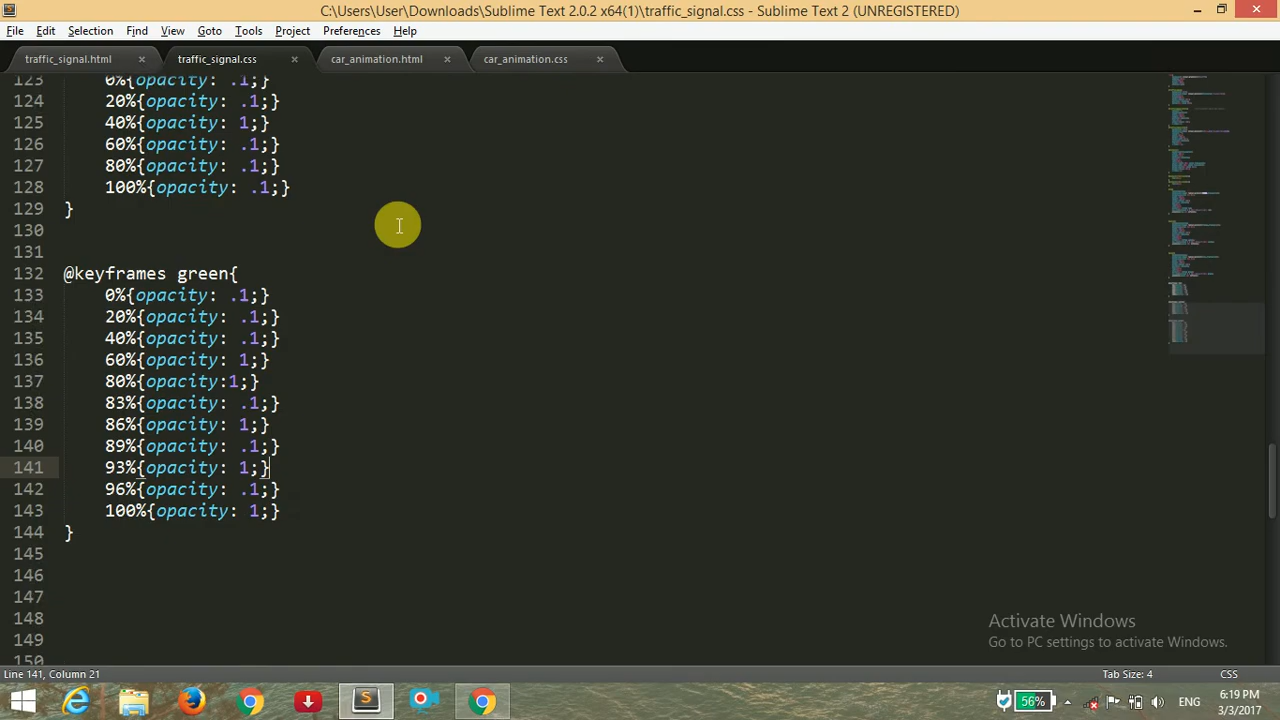 C:\Users\User\Downloads\Sublime Text 2.0.2 x64(1)\traffic_signal.css - Sublime Text 2 (UNREGISTERED)
File Edit Selection Find View Goto Tools Project Preferences Help
traffic_signal.html traffic_signal.css car_animation.html car_animation.css
123 0%{opacity: .1;}
124 20%{opacity: .1;}
125 40%{opacity: 1;}
126 60%{opacity: .1;}
127 80%{opacity: .1;}
128 100%{opacity: .1;}
129 }
130
131
132 @keyframes green{
133 0%{opacity: .1;}
134 20%{opacity: .1;}
135 40%{opacity: .1;}
136 60%{opacity: 1;}
137 80%{opacity:1;}
138 83%{opacity: .1;}
139 86%{opacity: 1;}
140 89%{opacity: .1;}
141 93%{opacity: 1;}
142 96%{opacity: .1;}
143 100%{opacity: 1;}
144 }
145
146
147
148
149
150
Activate Windows
Go to PC settings to activate Windows.
Line 141, Column 21 Tab Size: 4 CSS
56% ENG 6:19 PM
3/3/2017